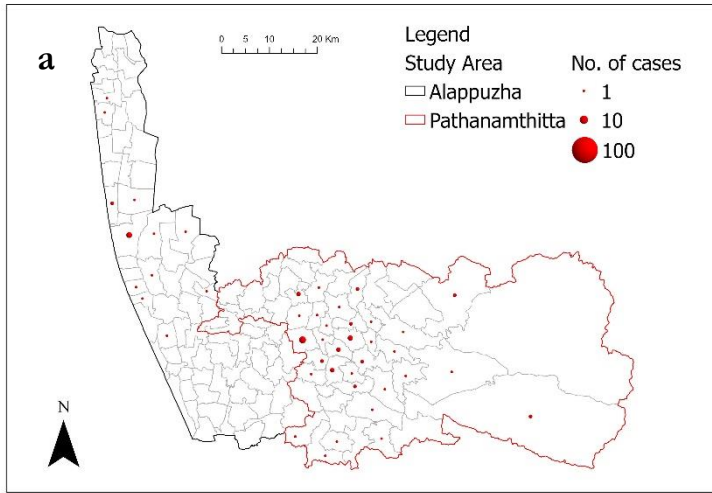 a
0 5 10 20 Km
Legend
Study Area
Alappuzha
Pathanamthitta
No. of cases
1
10
100
N